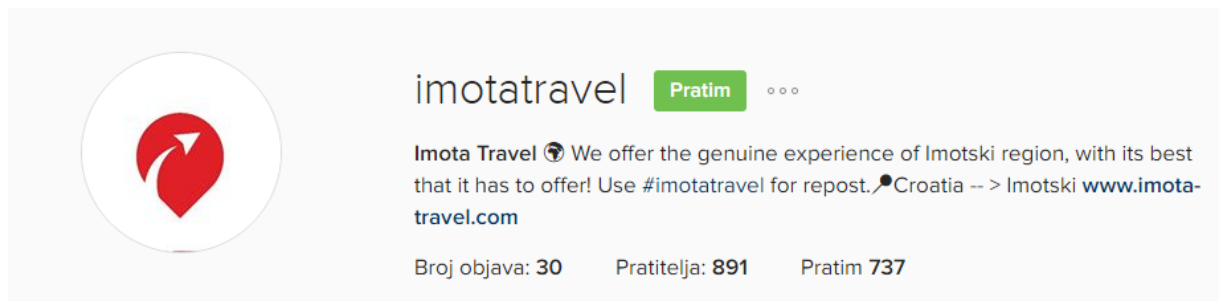 imotatravel Pratim
Imota Travel 🌍 We offer the genuine experience of Imotski region, with its best
that it has to offer! Use #imotatravel for repost.📍Croatia -- > Imotski www.imota-
travel.com
Broj objava: 30 Pratitelja: 891 Pratim 737